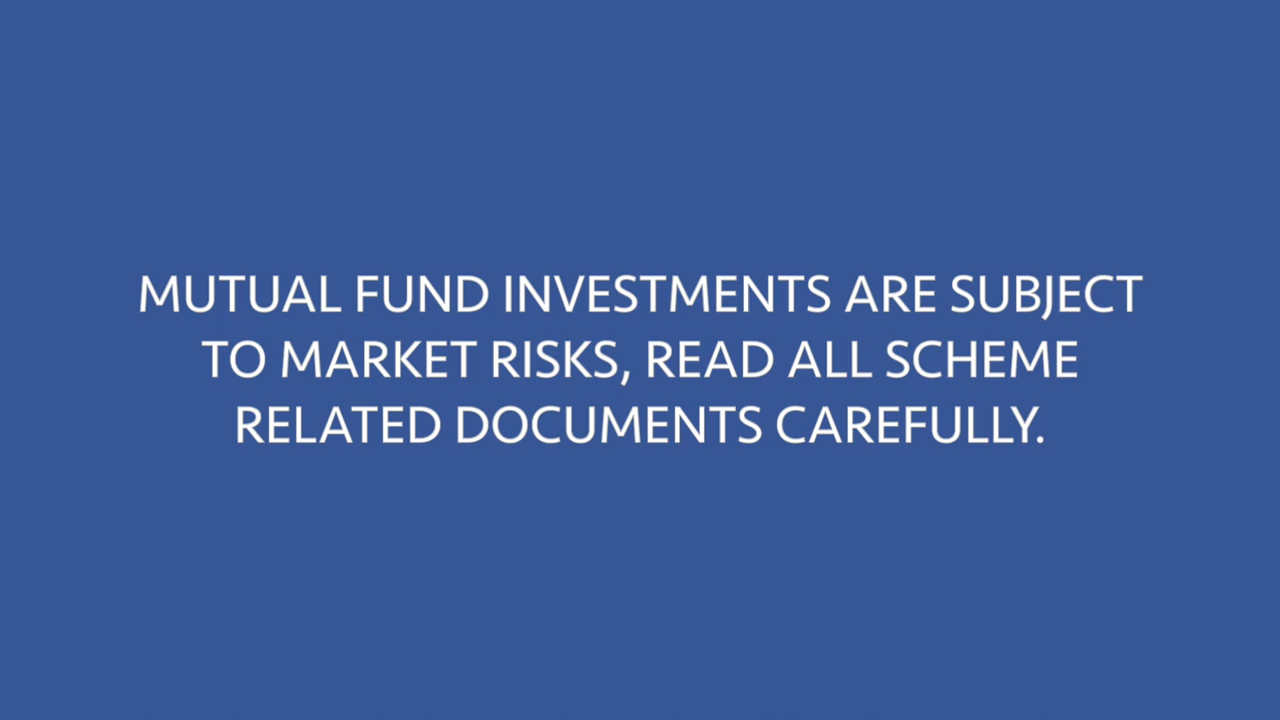 MUTUAL FUND INVESTMENTS ARE SUBJECT
TO MARKET RISKS, READ ALL SCHEME
RELATED DOCUMENTS CAREFULLY.